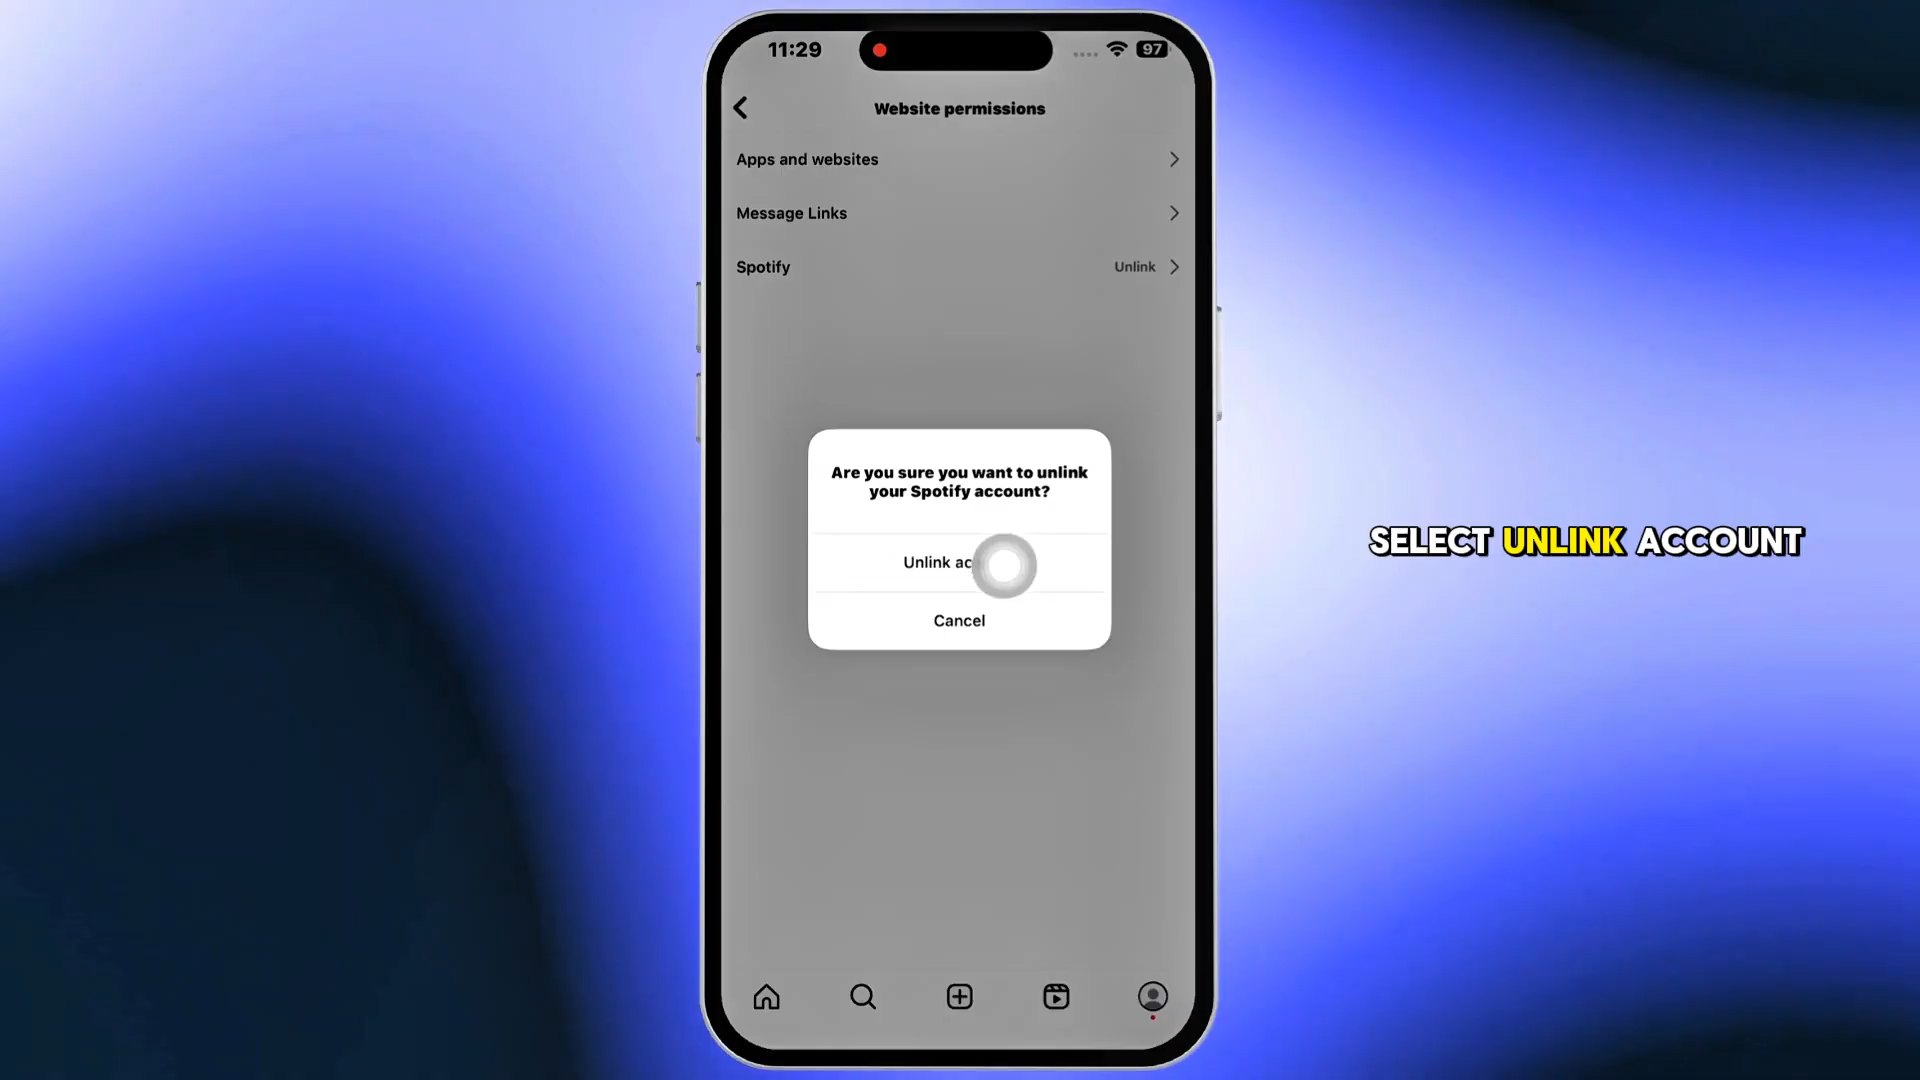 11:29
97
Website permissions
Apps and websites
Message Links
Spotify
Unlink
Are you sure you want to unlink
your Spotify account?
Unlink ac
Cancel
SELECT UNLINK ACCOUNT